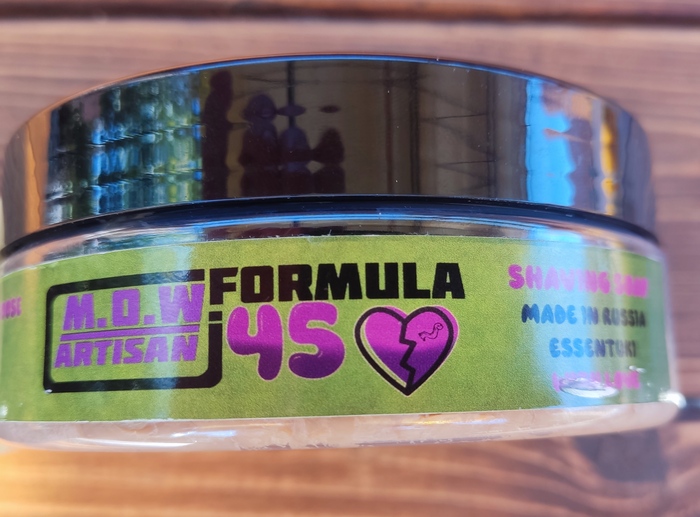 M.O.W
ARTISAN
FORMULA
45
SHAVING SOAP
MADE IN RUSSIA
ESSENTUKI